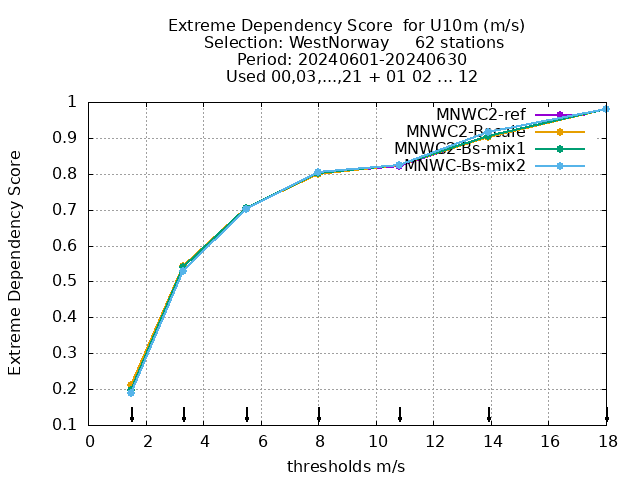 Extreme Dependency Score  for U10m (m/s)
Selection: WestNorway     62 stations
Period: 20240601-20240630
Used 00,03,...,21 + 01 02 ... 12
Extreme Dependency Score
1
0.9
0.8
0.7
0.6
0.5
0.4
0.3
0.2
0.1
MNWC2-ref
MNWC2-Bs-mix1
MNWC-Bs-mix2
0 2 4 6 8 10 12 14 16 18
thresholds m/s